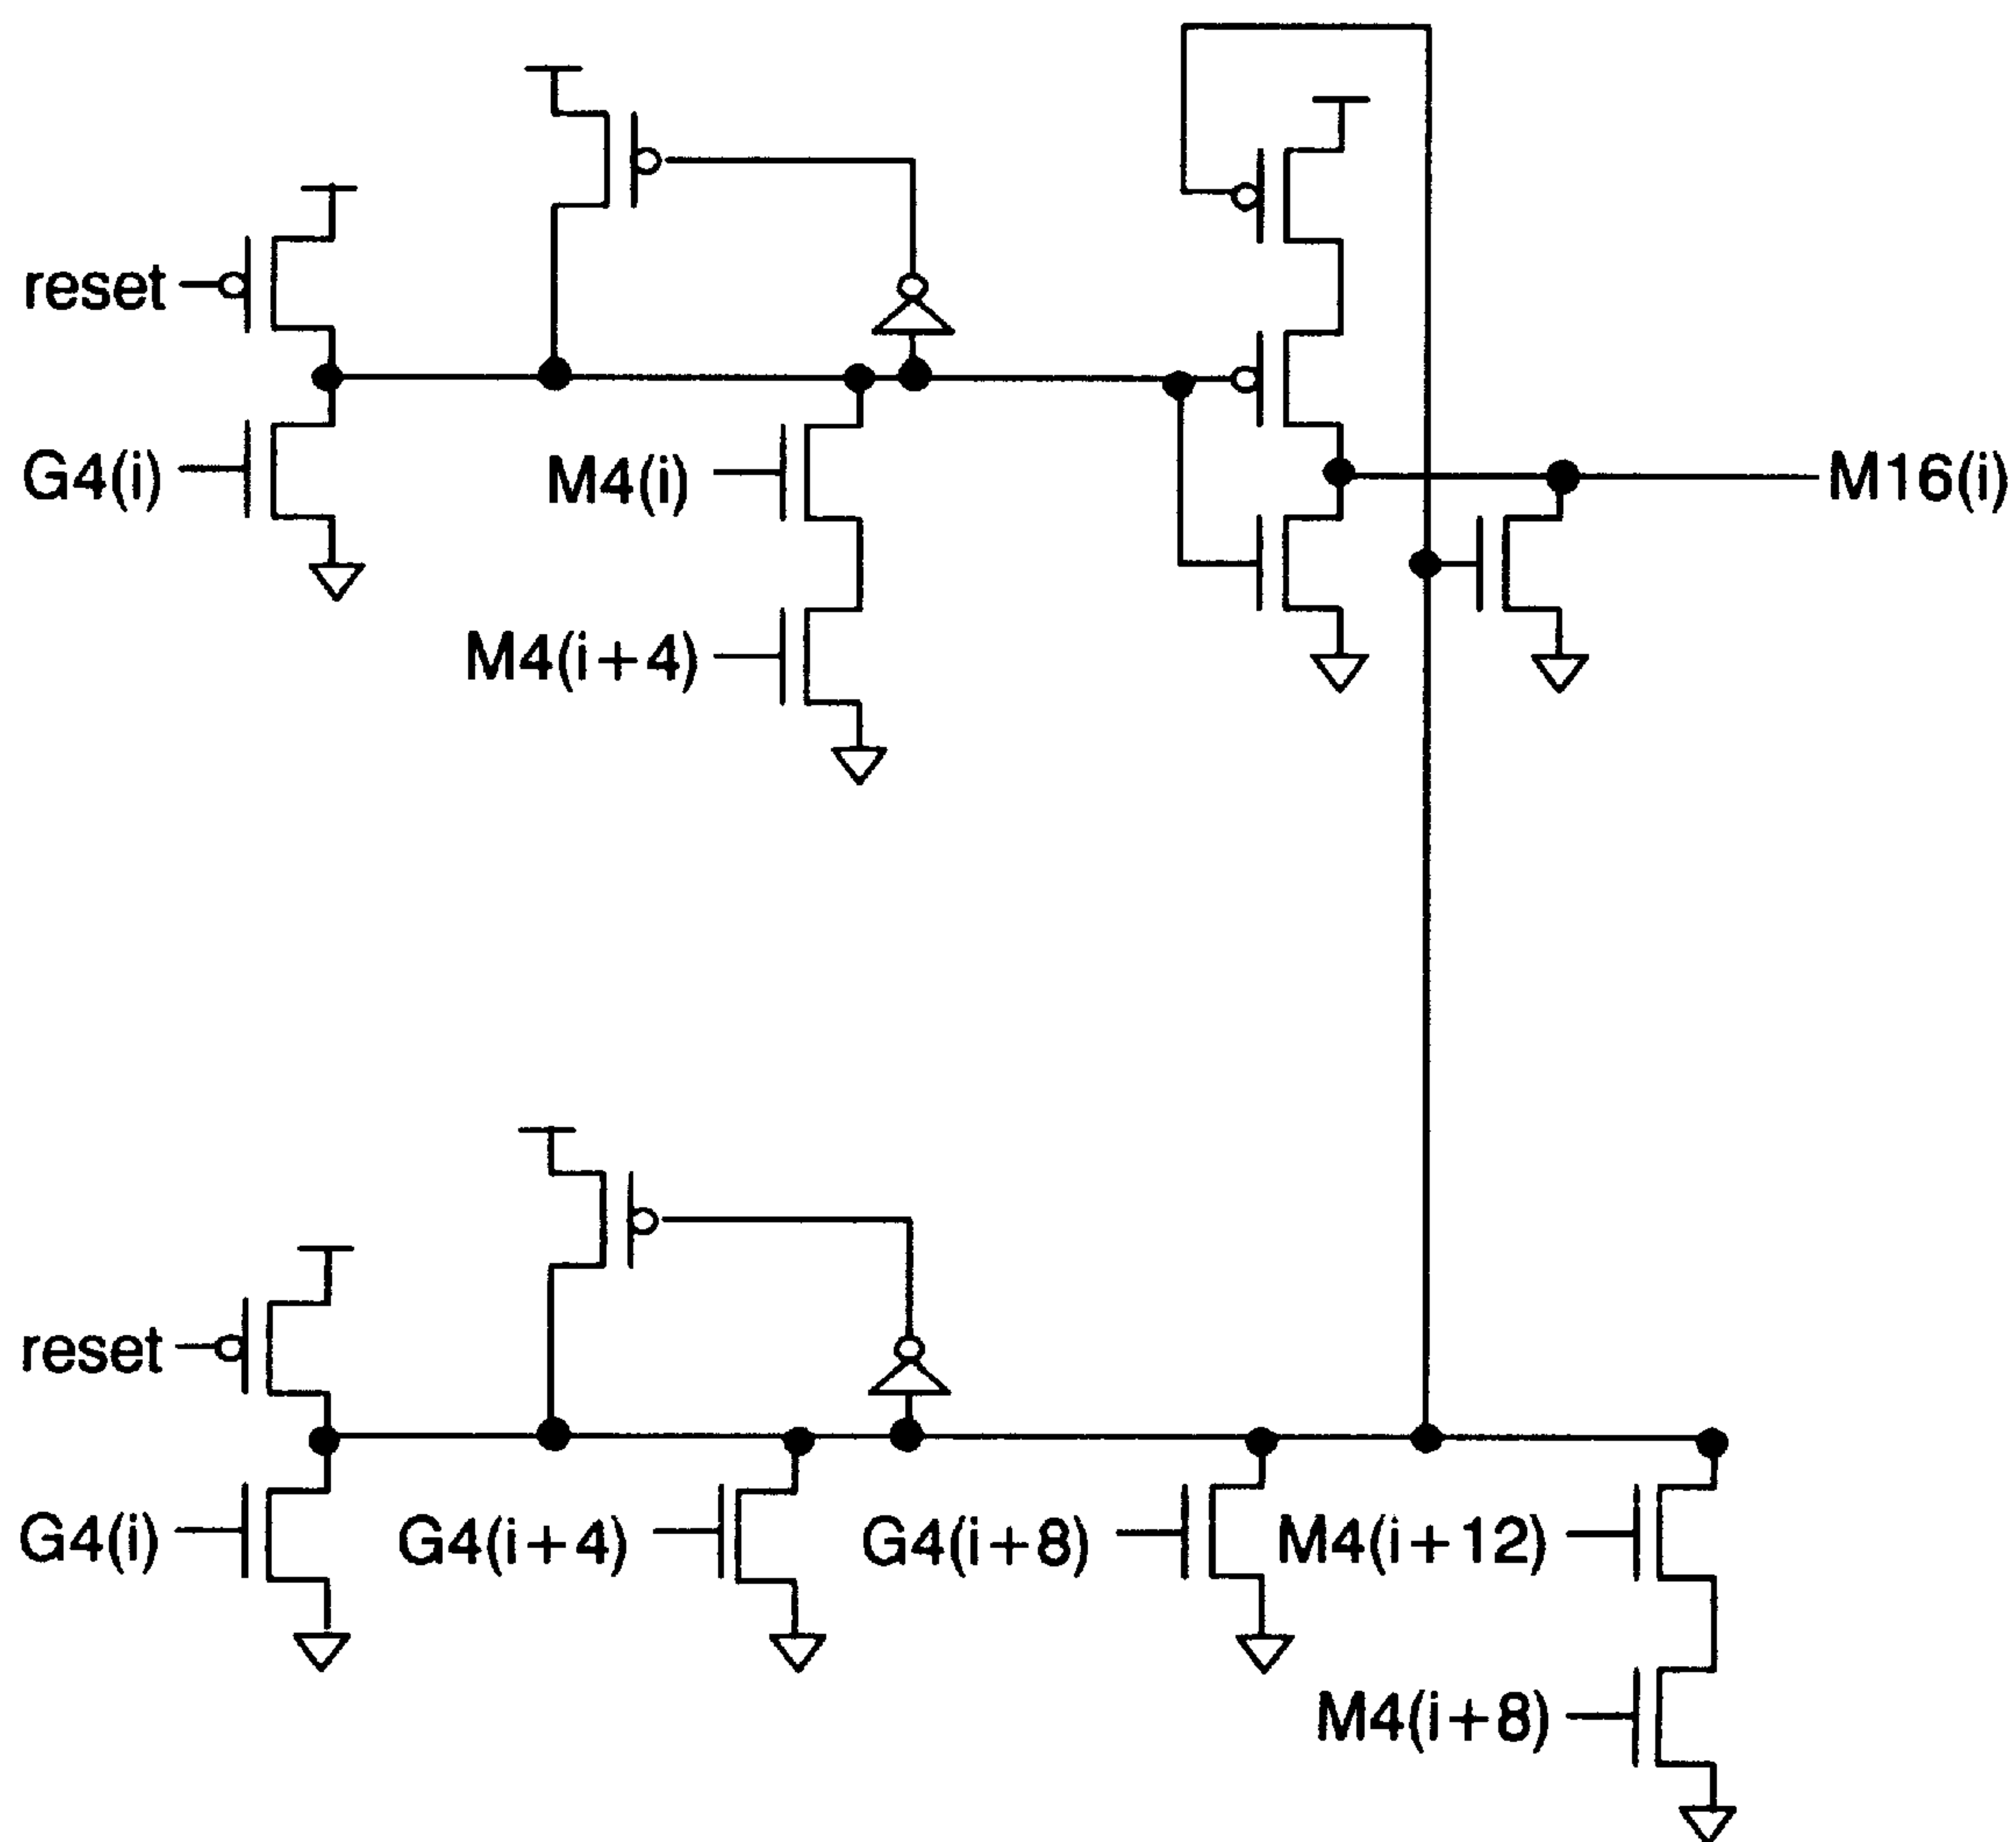 reset
G4(i)
M4(i)
M16(i)
M4(i+4)
reset
G4(i)
G4(i+4)
G4(i+8)
M4(i+12)
M4(i+8)